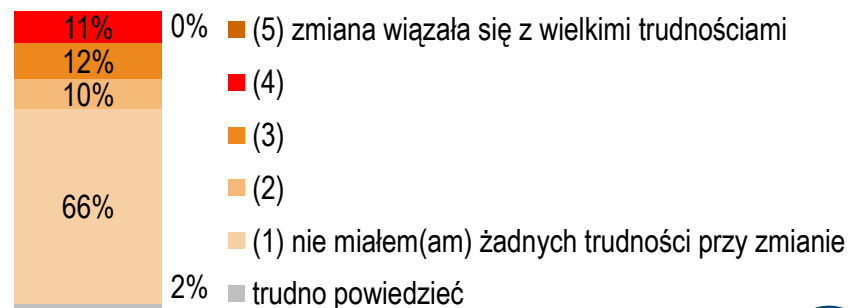 11% 0% (5) zmiana wiązała się z wielkimi trudnościami
12%
(4)
10%
(3)
(2)
66%
(1) nie miałem(am) żadnych trudności przy zmianie
2% trudno powiedzieć